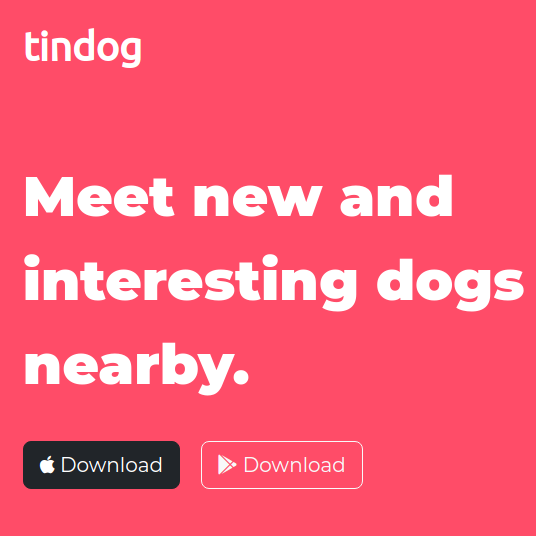 tindog
Meet new and
interesting dogs
nearby.
Download Download